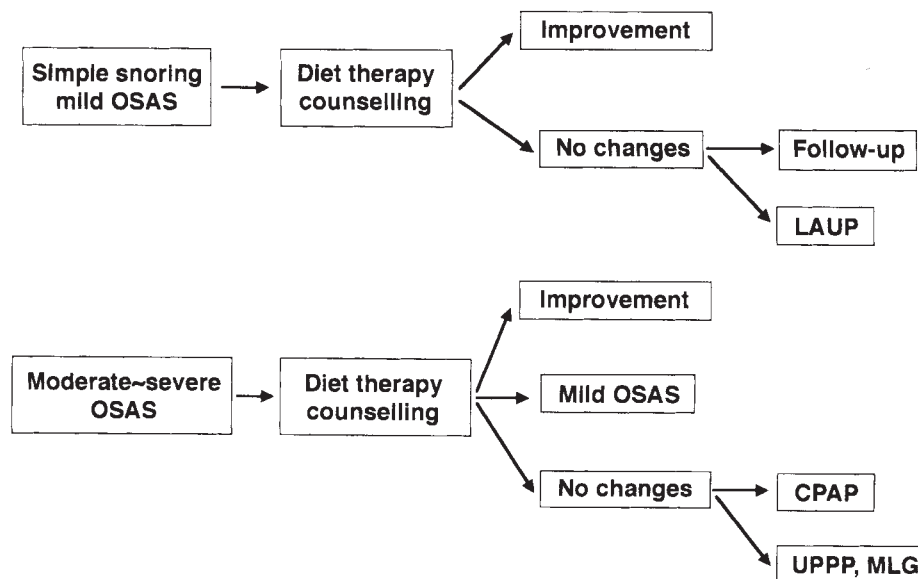 Simple snoring
mild OSAS
Diet therapy
counselling
Improvement
No changes
Follow-up
LAUP
Moderate~severe
OSAS
Diet therapy
counselling
Improvement
Mild OSAS
No changes
CPAP
UPPP, MLG